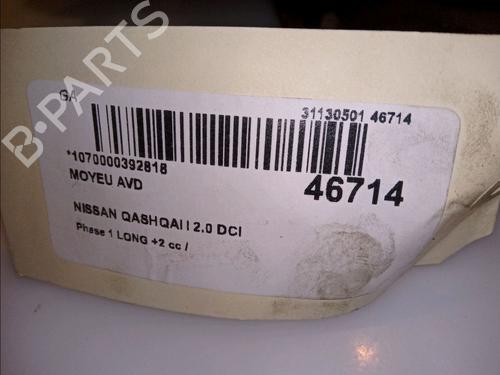 B-PARTS
GA
31130501 46714
*1070000392818
MOYEU AVD
46714
NISSAN QASHQAI I 2.0 DCI
Phase 1 LONG +2 cc /